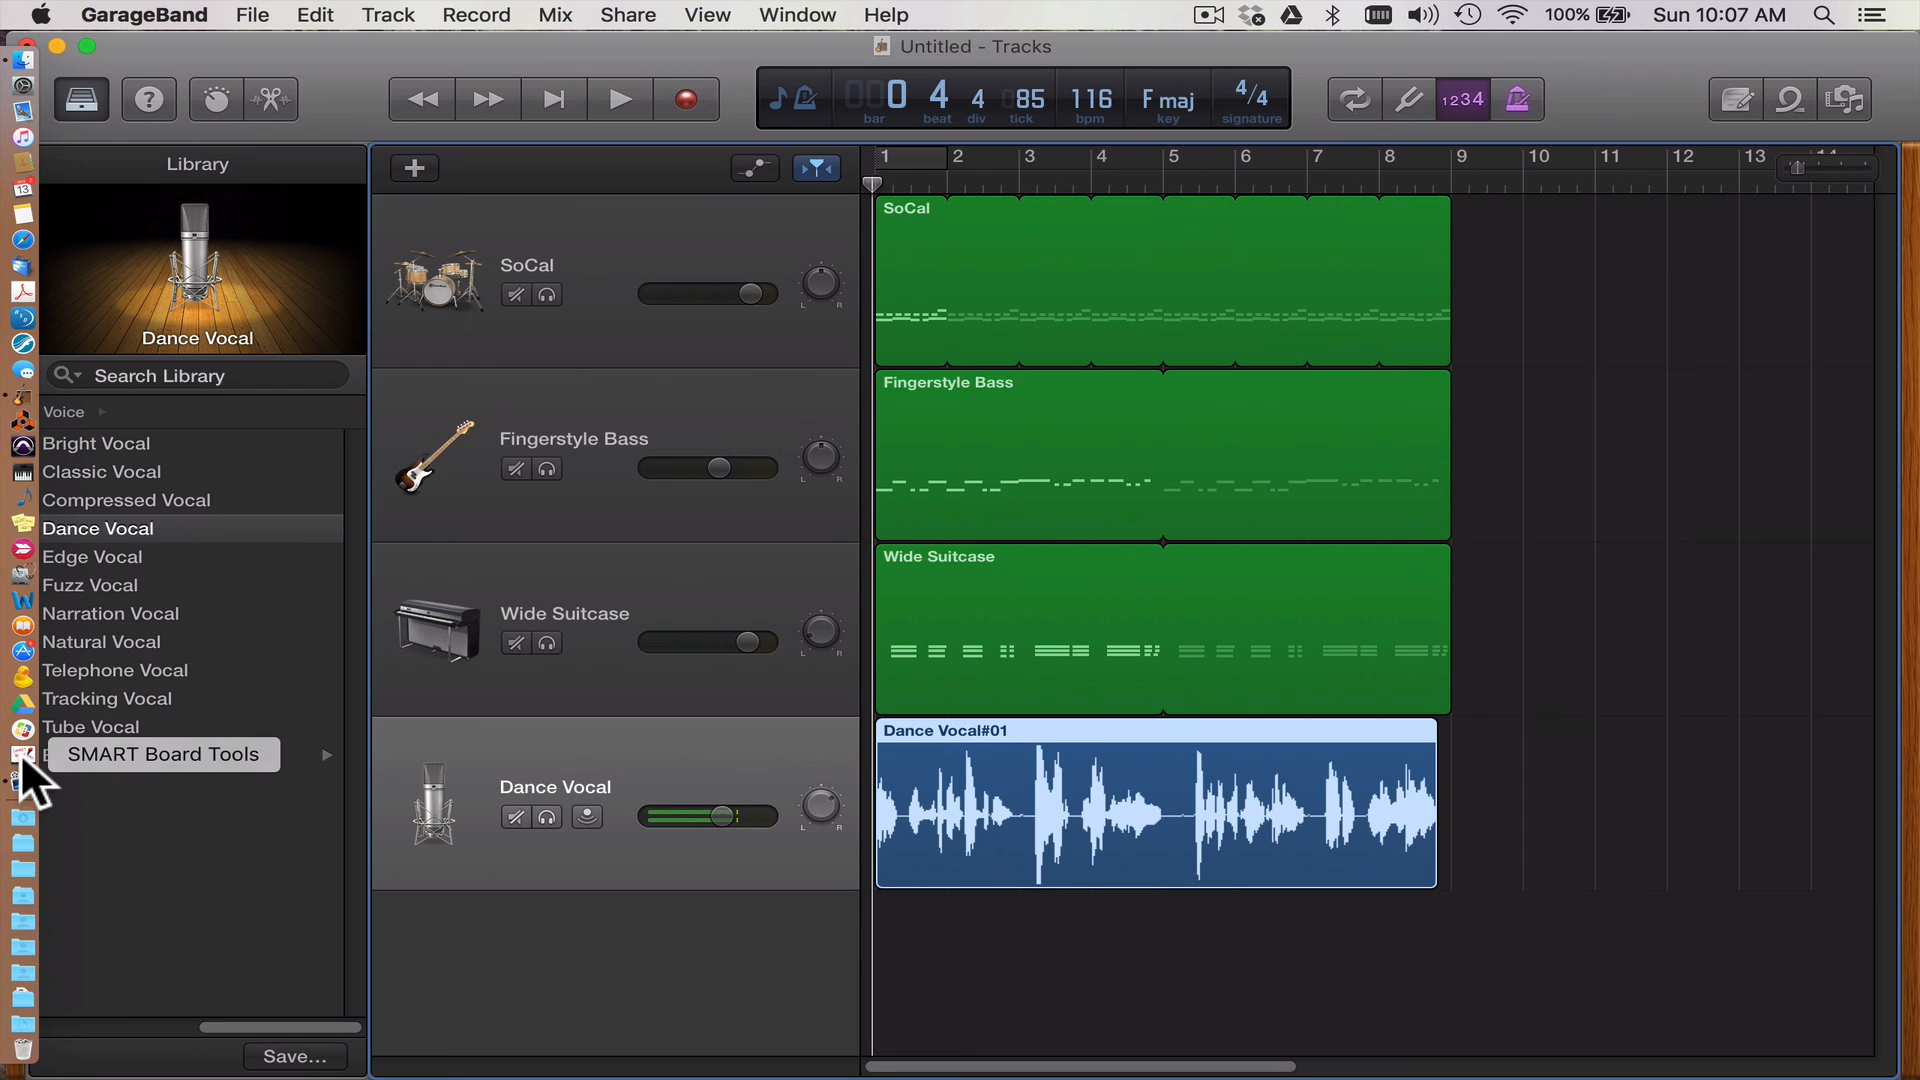 GarageBand File Edit Track Record Mix Share View Window Help 100% Sun 10:07 AM
Untitled - Tracks
0 4 4 085 116 F maj 4/4
bar beat div tick bpm key signature
1234
Library
1 2 3 4 5 6 7 8 9 10 11 12 13
Dance Vocal
Search Library
Voice
Bright Vocal
Classic Vocal
Compressed Vocal
Dance Vocal
Edge Vocal
Fuzz Vocal
Narration Vocal
Natural Vocal
Telephone Vocal
Tracking Vocal
Tube Vocal
SMART Board Tools
Save...
SoCal
L R
Fingerstyle Bass
L R
Wide Suitcase
L R
Dance Vocal
L R
SoCal
Fingerstyle Bass
Wide Suitcase
Dance Vocal#01